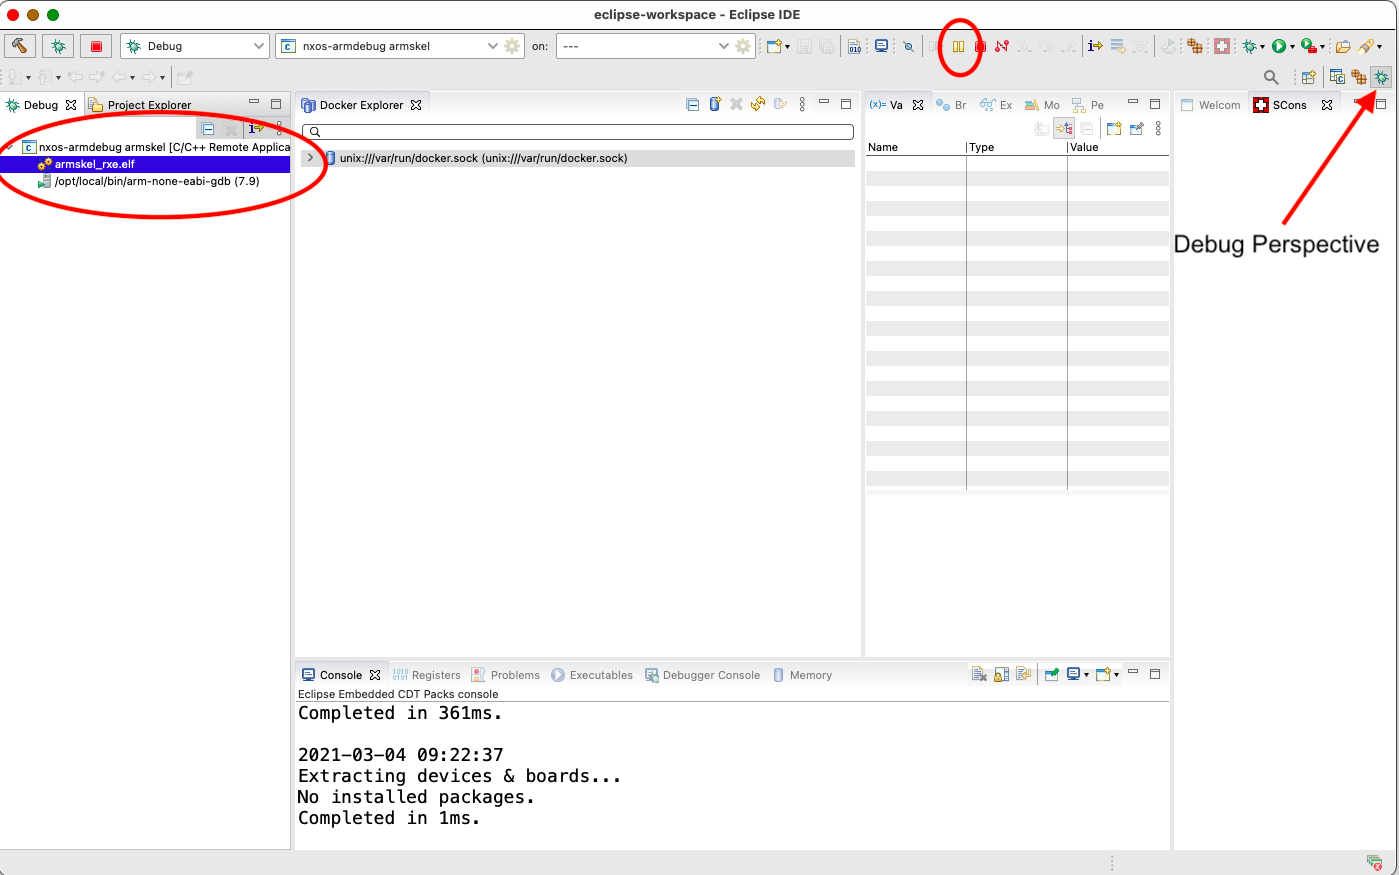 eclipse-workspace - Eclipse IDE
Debug
nxos-armdebug armskel
on:
---
Debug
Project Explorer
Docker Explorer
(x)= Va
Br
Ex
Mo
Pe
Welcom
SCons
nxos-armdebug armskel [C/C++ Remote Applica
armskel_rxe.elf
/opt/local/bin/arm-none-eabi-gdb (7.9)
unix:///var/run/docker.sock (unix:///var/run/docker.sock)
Name
Type
Value
Debug Perspective
Console
Registers
Problems
Executables
Debugger Console
Memory
Eclipse Embedded CDT Packs console
Completed in 361ms.
2021-03-04 09:22:37
Extracting devices & boards...
No installed packages.
Completed in 1ms.